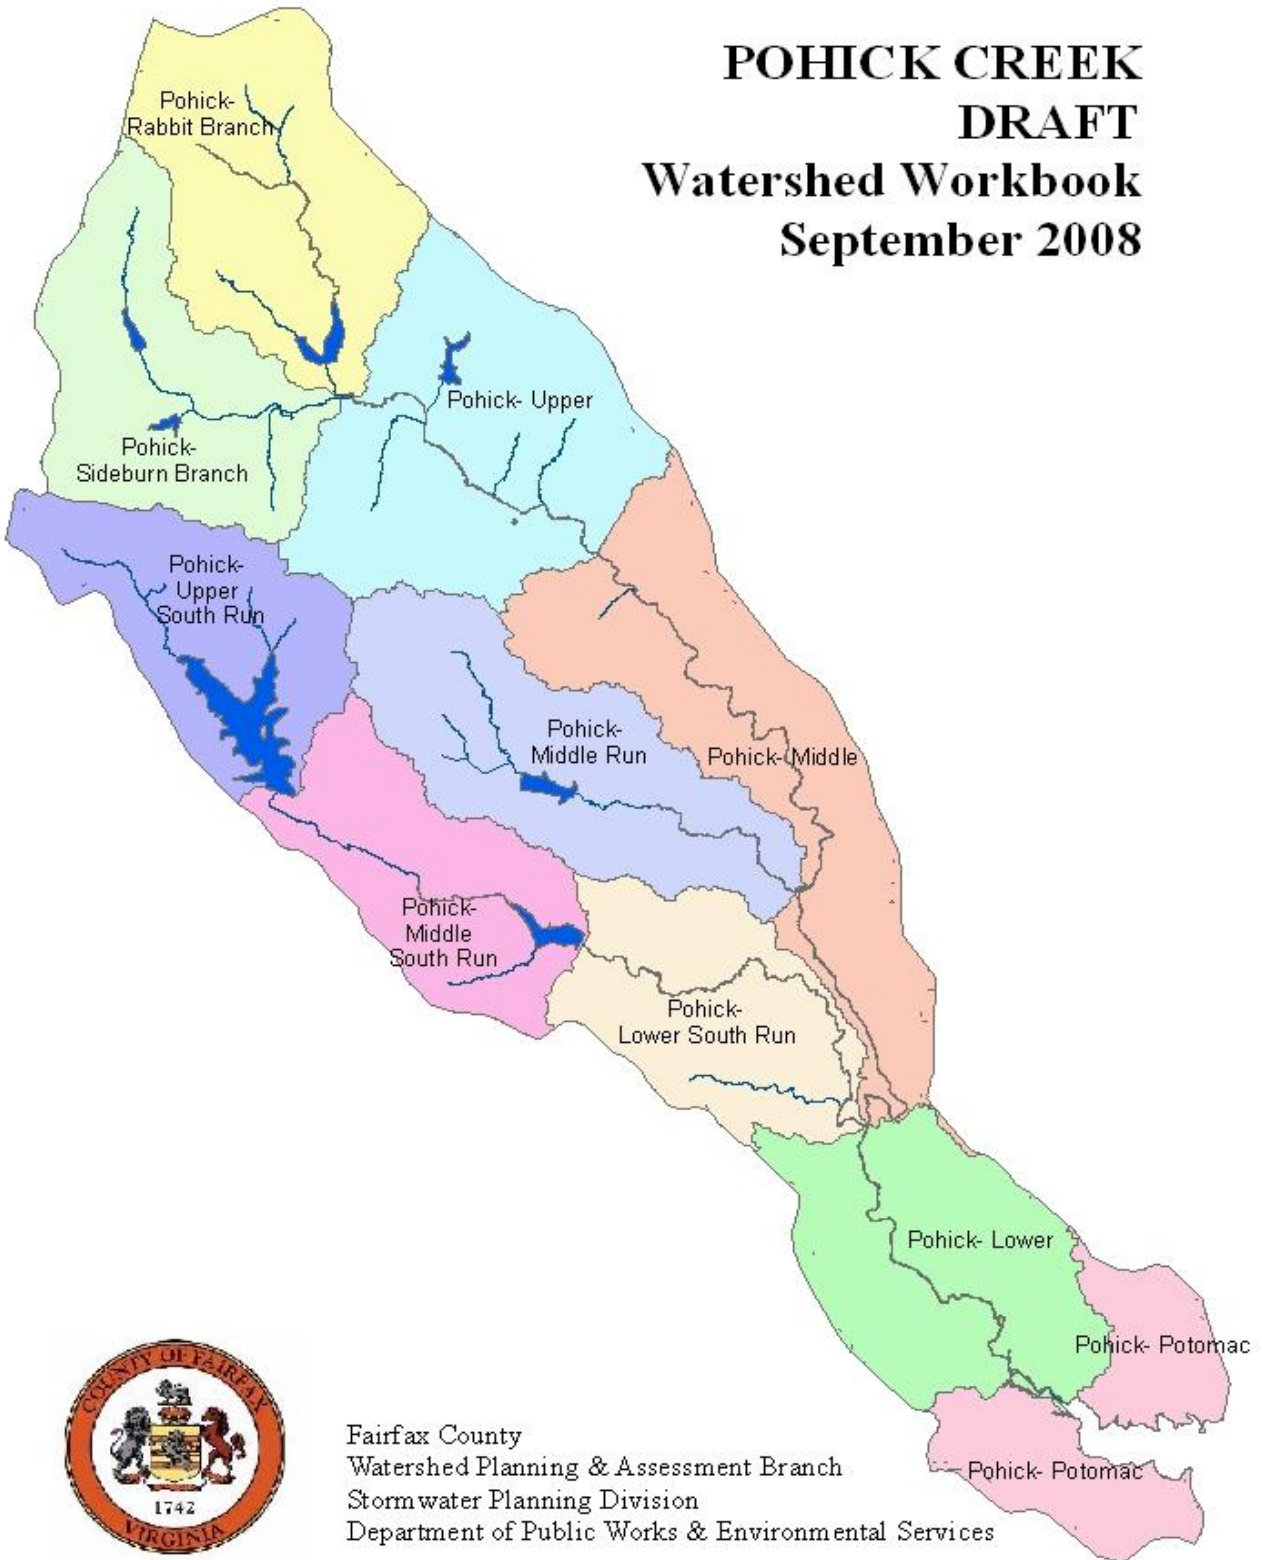 POHICK CREEK
DRAFT
Watershed Workbook
September 2008
Pohick-
Rabbit Branch
Pohick- Upper
Pohick-
Sideburn Branch
Pohick-
Upper
South Run
Pohick-
Middle Run
Pohick- Middle
Pohick-
Middle
South Run
Pohick-
Lower South Run
Pohick- Lower
Pohick- Potomac
Pohick- Potomac
COUNTY OF FAIRFAX
1742
VIRGINIA
Fairfax County
Watershed Planning & Assessment Branch
Stormwater Planning Division
Department of Public Works & Environmental Services